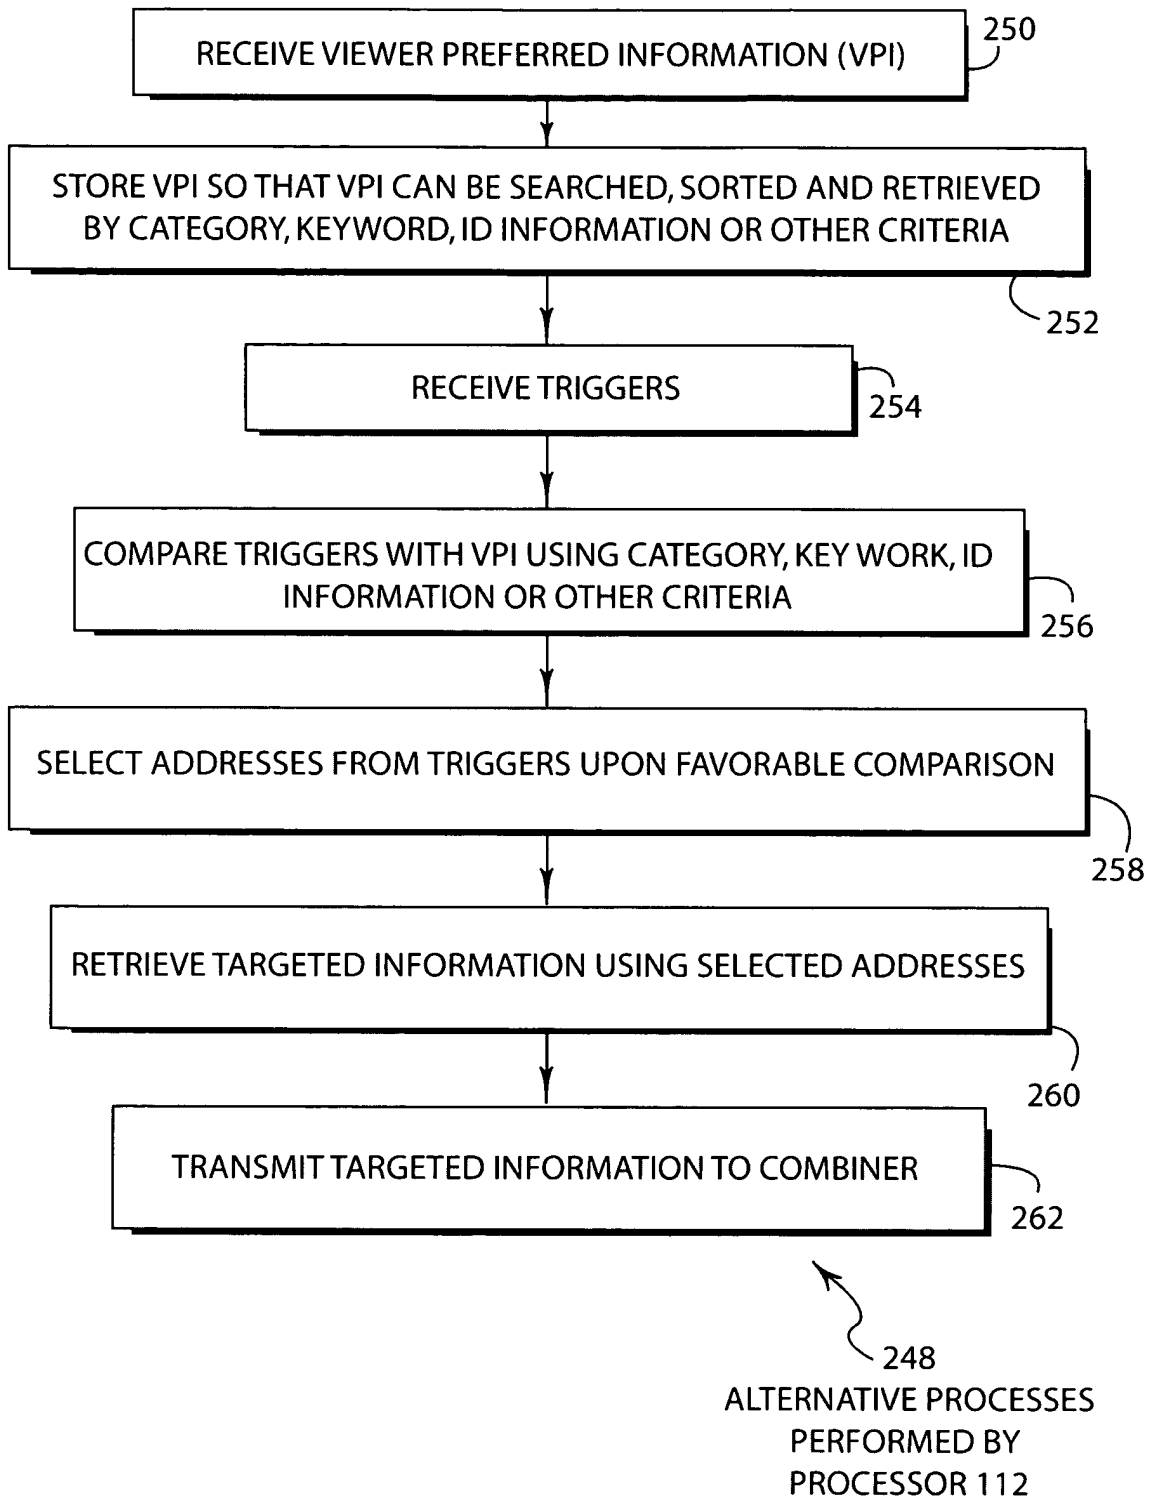 RECEIVE VIEWER PREFERRED INFORMATION (VPI)
250
STORE VPI SO THAT VPI CAN BE SEARCHED, SORTED AND RETRIEVED
BY CATEGORY, KEYWORD, ID INFORMATION OR OTHER CRITERIA
252
RECEIVE TRIGGERS
254
COMPARE TRIGGERS WITH VPI USING CATEGORY, KEY WORK, ID
INFORMATION OR OTHER CRITERIA
256
SELECT ADDRESSES FROM TRIGGERS UPON FAVORABLE COMPARISON
258
RETRIEVE TARGETED INFORMATION USING SELECTED ADDRESSES
260
TRANSMIT TARGETED INFORMATION TO COMBINER
262
248
ALTERNATIVE PROCESSES
PERFORMED BY
PROCESSOR 112